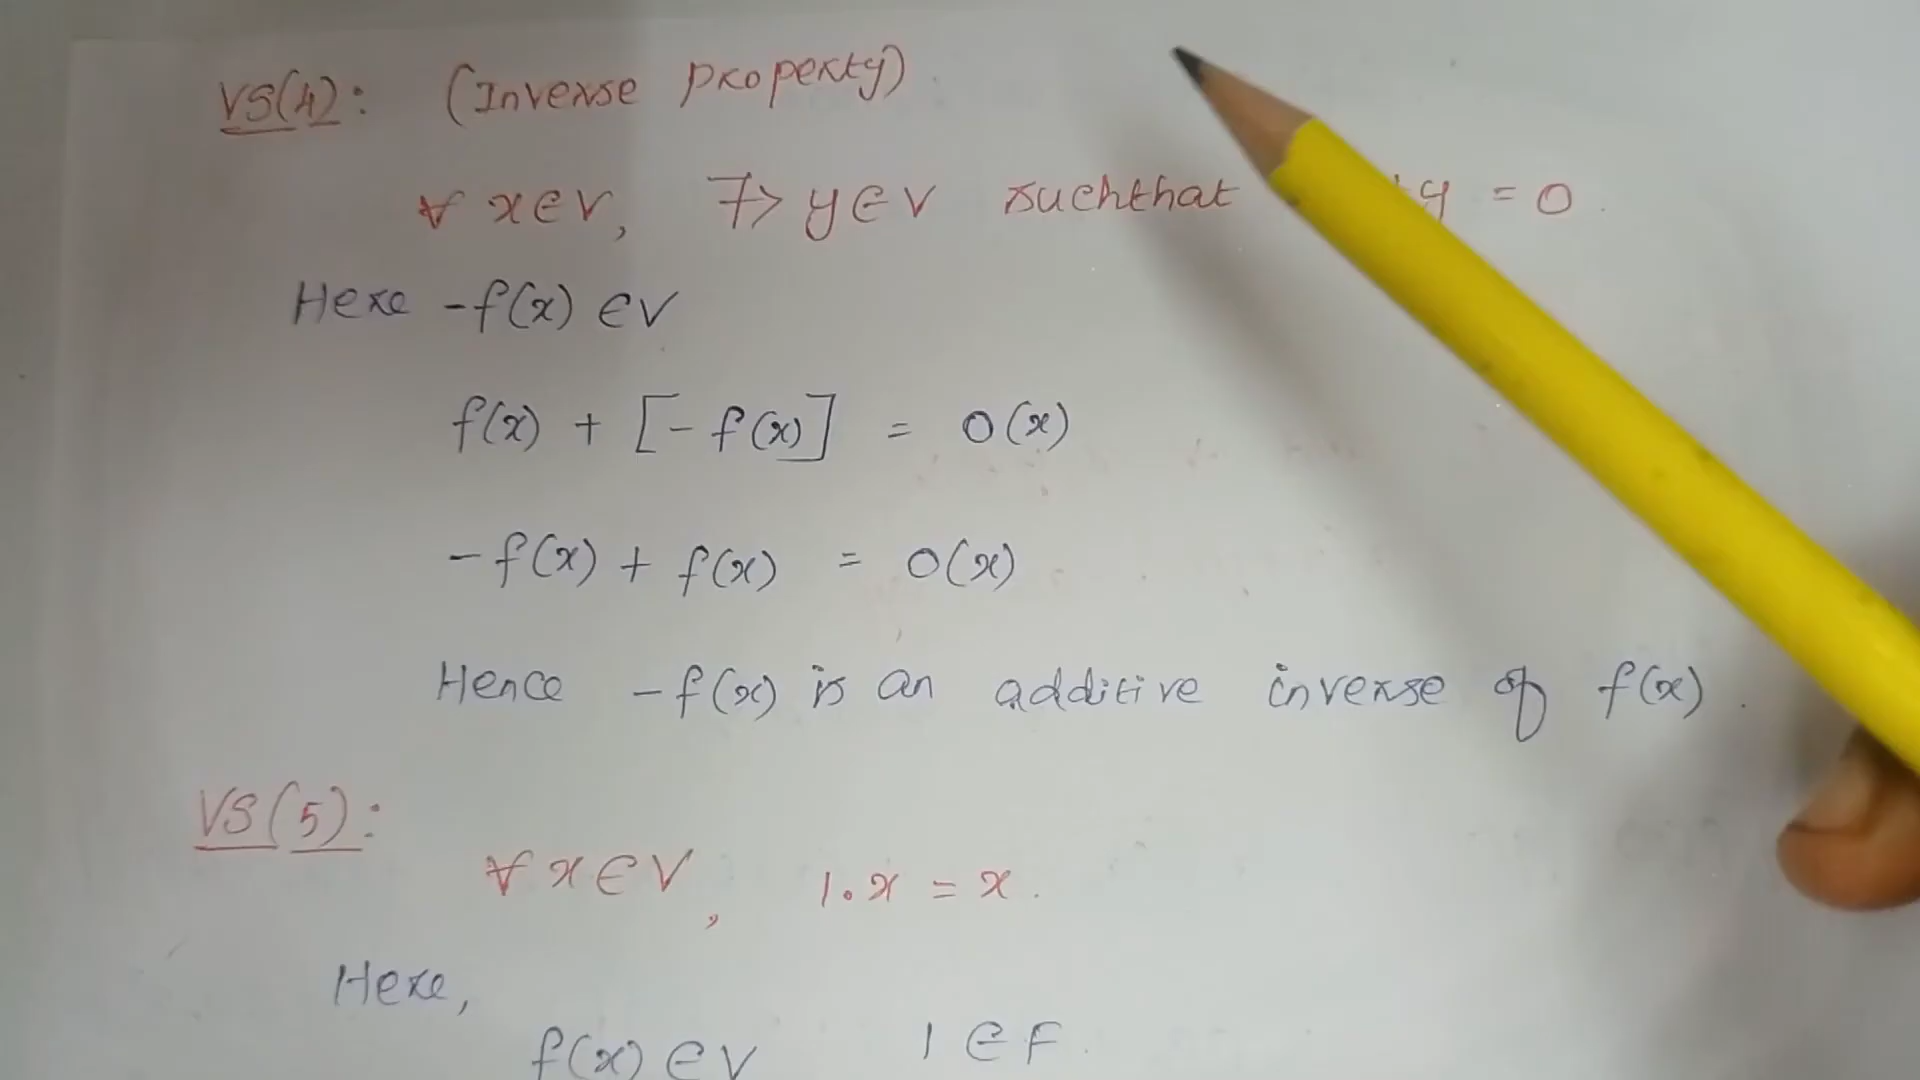 VS(4): (Inverse property)
∀ x∈V, ∃> y∈V suchthat y = 0.
Here -f(x) ∈V
f(x) + [-f(x)] = 0(x)
-f(x) + f(x) = 0(x)
Hence -f(x) is an additive inverse of f(x).
VS(5):
∀ x∈V, 1.x = x.
Here,
f(x) ∈V 1 ∈ F.